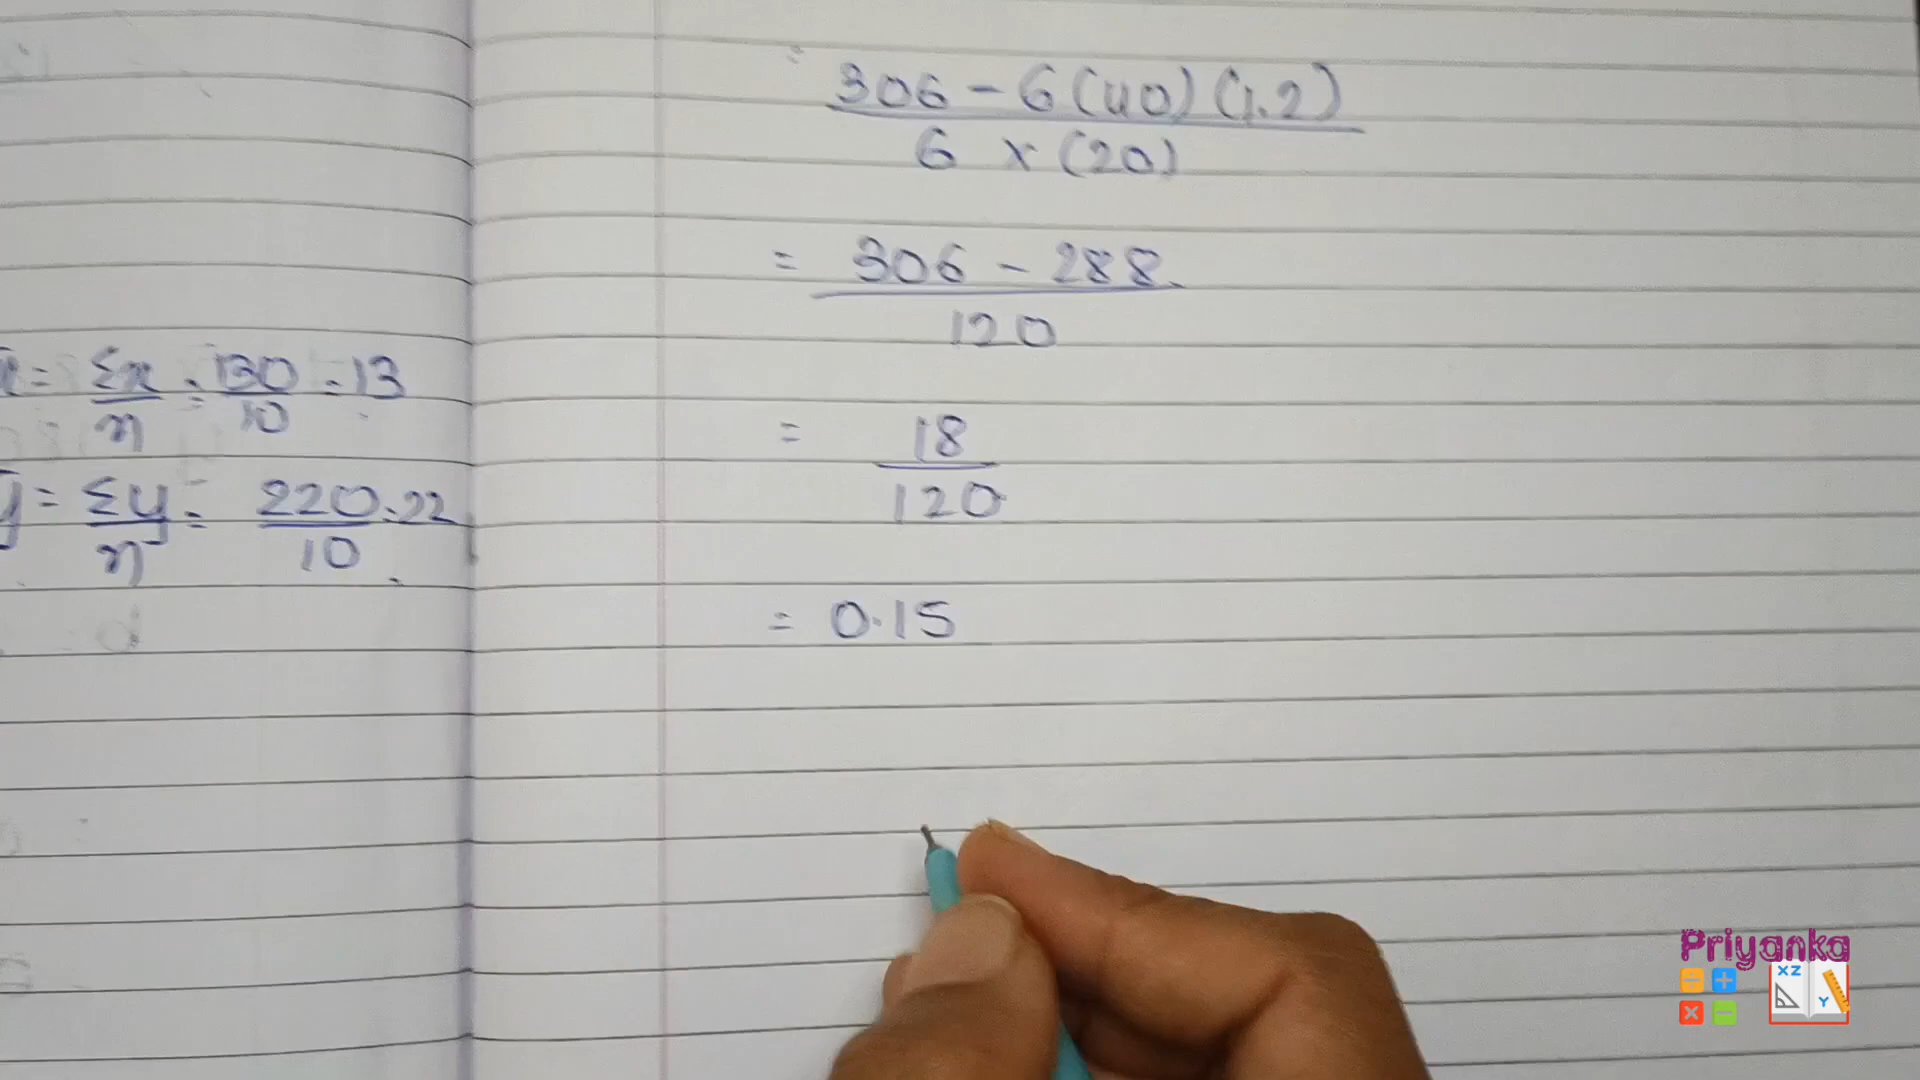 x̄ = Σx/n = 130/10 = 13
ȳ = Σy/n = 220/10 = 22
306 - 6(40)(1.2)
6 x (20)
= 306 - 288
120
= 18
120
= 0.15
Priyanka
XZ
Y